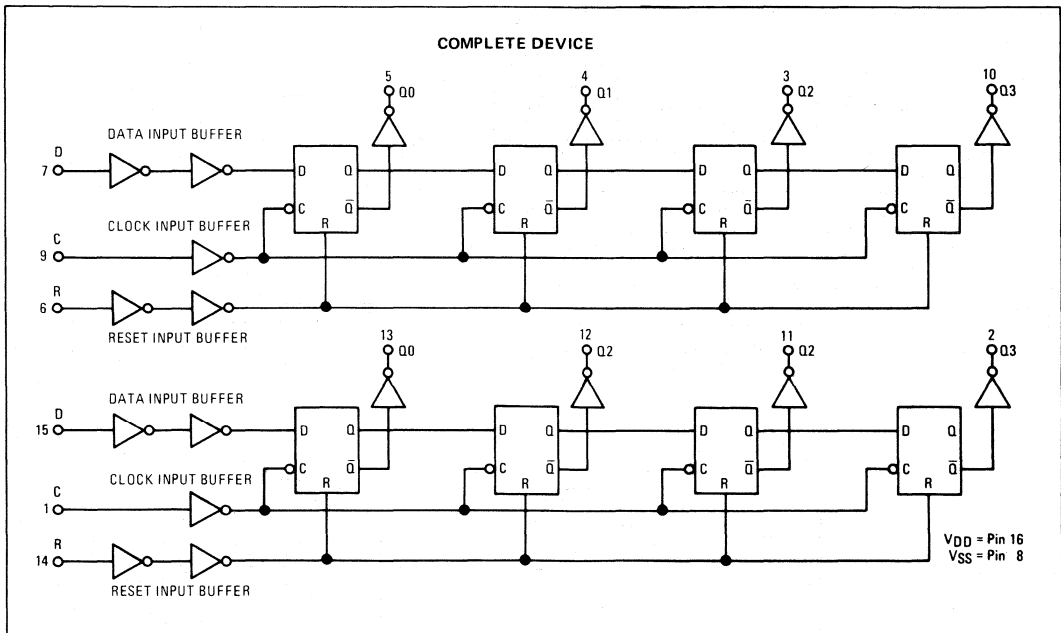 COMPLETE DEVICE
5 4 3 10
Q0 Q1 Q2 Q3
DATA INPUT BUFFER
D
7
D Q D Q D Q D Q
C Q̅ C Q̅ C Q̅ C Q̅
R R R R
CLOCK INPUT BUFFER
C
9
R
6
RESET INPUT BUFFER
13 12 11 2
Q0 Q2 Q2 Q3
DATA INPUT BUFFER
D
15
D Q D Q D Q D Q
C Q̅ C Q̅ C Q̅ C Q̅
R R R R
CLOCK INPUT BUFFER
C
1
R
14
RESET INPUT BUFFER
VDD = Pin 16
VSS = Pin 8